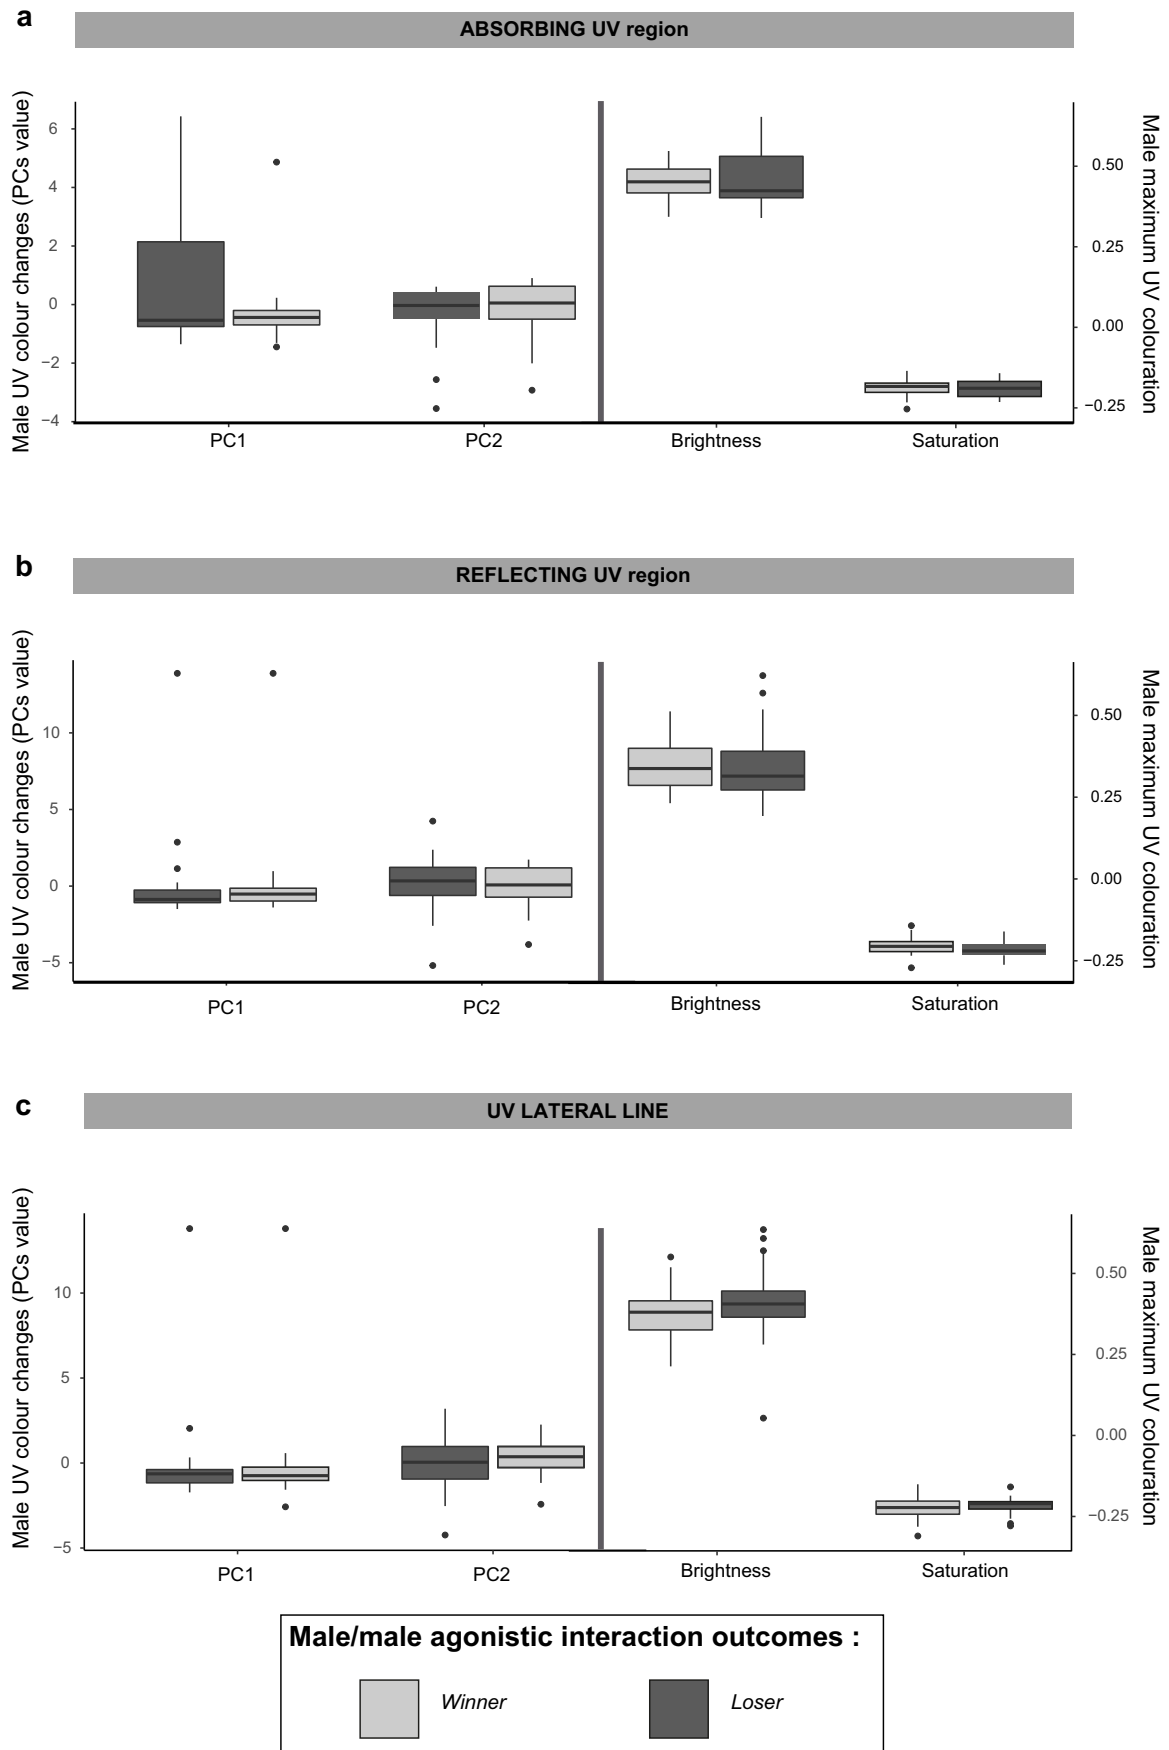 a
ABSORBING UV region
Male UV colour changes (PCs value)
6
4
2
0
−2
−4
PC1
PC2
Brightness
Saturation
0.50
0.25
0.00
−0.25
Male maximum UV colouration
b
REFLECTING UV region
Male UV colour changes (PCs value)
10
5
0
−5
PC1
PC2
Brightness
Saturation
0.50
0.25
0.00
−0.25
Male maximum UV colouration
c
UV LATERAL LINE
Male UV colour changes (PCs value)
10
5
0
−5
PC1
PC2
Brightness
Saturation
0.50
0.25
0.00
−0.25
Male maximum UV colouration
Male/male agonistic interaction outcomes :
Winner
Loser